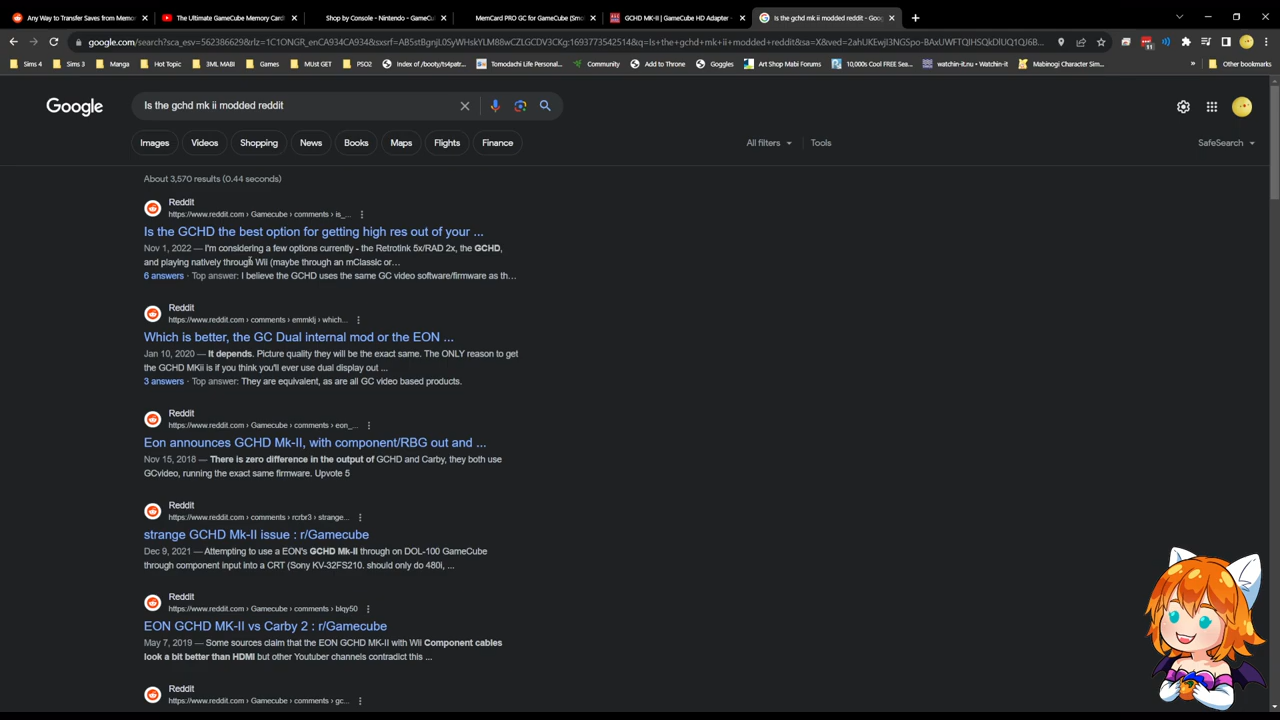 Any Way to Transfer Saves from Memo
The Ultimate GameCube Memory Card
Shop by Console - Nintendo - GameCu
MemCard PRO GC for GameCube (Smo
GCHD MK-II | GameCube HD Adapter
Is the gchd mk ii modded reddit - Goo
Sims 4
Sims 3
Manga
Hot Topic
3ML MABI
Games
Must GET
PSO2
Index of /booty/ts4patr...
Tomodachi Life Personal...
Community
Add to Throne
Goggles
Art Shop Mabi Forums
10,000s Cool FREE Sea...
watchin-it.nu • Watchin-it
Mabinogi Character Sim...
Other bookmarks
Google
Is the gchd mk ii modded reddit
Images
Videos
Shopping
News
Books
Maps
Flights
Finance
All filters
Tools
SafeSearch
About 3,570 results (0.44 seconds)
Reddit
https://www.reddit.com › Gamecube › comments › is_...
Is the GCHD the best option for getting high res out of your ...
Nov 1, 2022 — I'm considering a few options currently - the Retrotink 5x/RAD 2x, the GCHD,
and playing natively through Wii (maybe through an mClassic or...
6 answers · Top answer: I believe the GCHD uses the same GC video software/firmware as th...
Reddit
https://www.reddit.com › comments › emmklj › which...
Which is better, the GC Dual internal mod or the EON ...
Jan 10, 2020 — It depends. Picture quality they will be the exact same. The ONLY reason to get
the GCHD MKii is if you think you'll ever use dual display out ...
3 answers · Top answer: They are equivalent, as are all GC video based products.
Reddit
https://www.reddit.com › Gamecube › comments › eon_...
Eon announces GCHD Mk-II, with component/RBG out and ...
Nov 15, 2018 — There is zero difference in the output of GCHD and Carby, they both use
GCvideo, running the exact same firmware. Upvote 5
Reddit
https://www.reddit.com › comments › rcrbr3 › strange...
strange GCHD Mk-II issue : r/Gamecube
Dec 9, 2021 — Attempting to use a EON's GCHD Mk-II through on DOL-100 GameCube
through component input into a CRT (Sony KV-32FS210. should only do 480i, ...
Reddit
https://www.reddit.com › Gamecube › comments › blqy50
EON GCHD MK-II vs Carby 2 : r/Gamecube
May 7, 2019 — Some sources claim that the EON GCHD MK-II with Wii Component cables
look a bit better than HDMI but other Youtuber channels contradict this ...
Reddit
https://www.reddit.com › Gamecube › comments › gc...